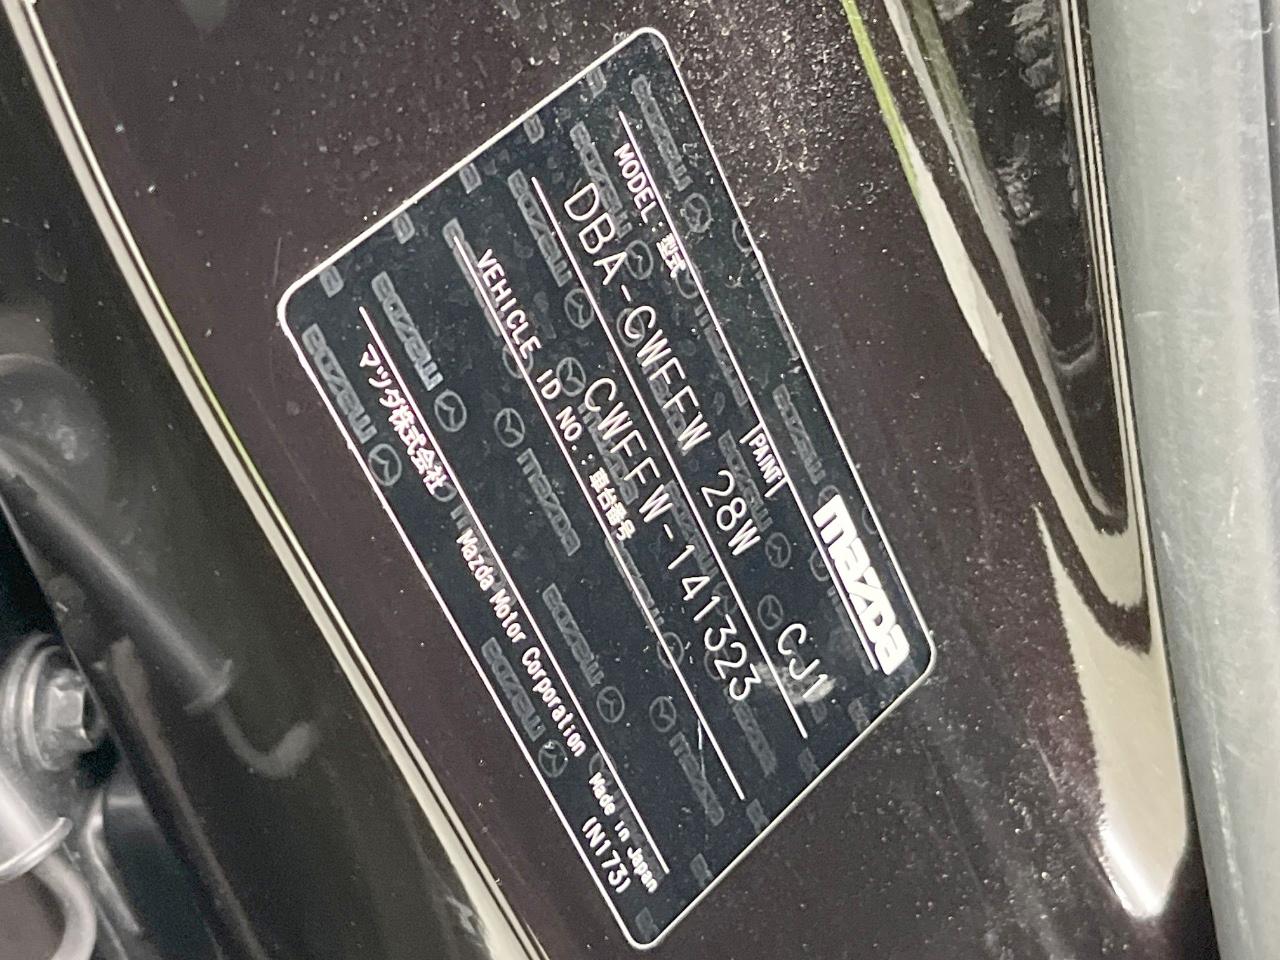 mazda
MODEL:型式 PAINT
DBA-CWFFW 28W CJ1
VEHICLE ID NO.:車台番号
CWFFW-141323
マツダ株式会社 Mazda Motor Corporation Made in Japan
(N173)